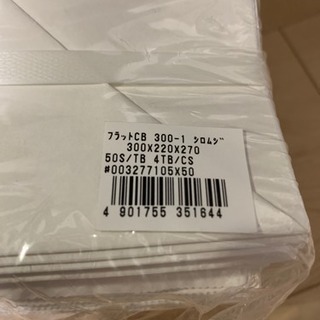 ﾌﾗｯﾄCB 300-1 ｼﾛﾑｼﾞ
300X220X270
50S/TB 4TB/CS
#003277105X50
4 901755 351644